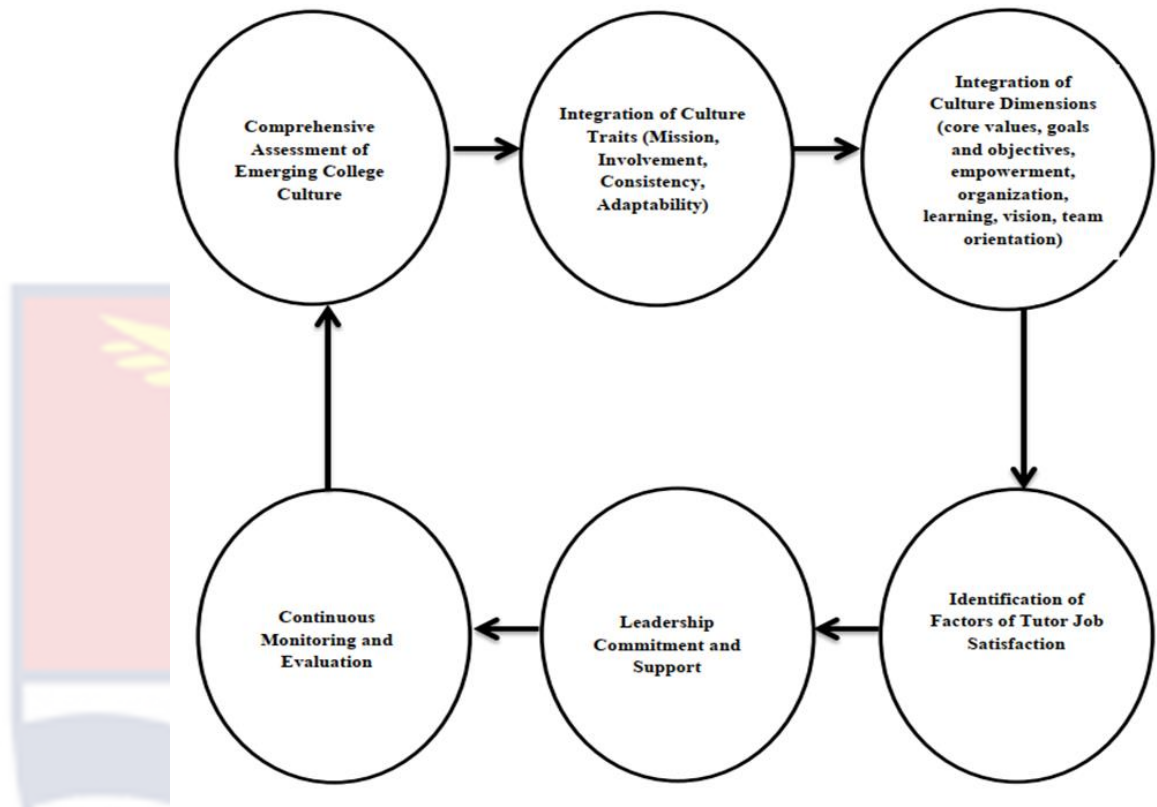 Comprehensive
Assessment of
Emerging College
Culture
Integration of Culture
Traits (Mission,
Involvement,
Consistency,
Adaptability)
Integration of
Culture Dimensions
(core values, goals
and objectives,
empowerment,
organization,
learning, vision, team
orientation)
Identification of
Factors of Tutor Job
Satisfaction
Leadership
Commitment and
Support
Continuous
Monitoring and
Evaluation